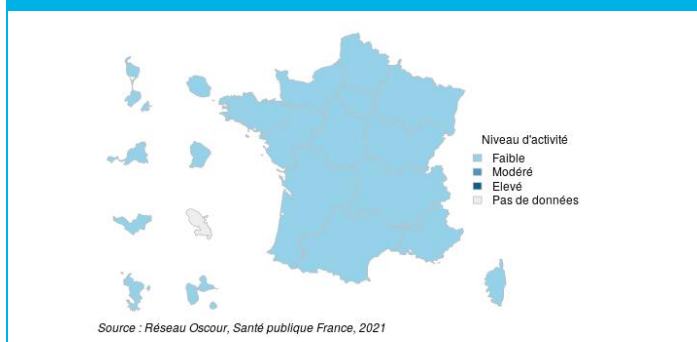 Niveau d'activité
Faible
Modéré
Elevé
Pas de données
Source : Réseau Oscour, Santé publique France, 2021